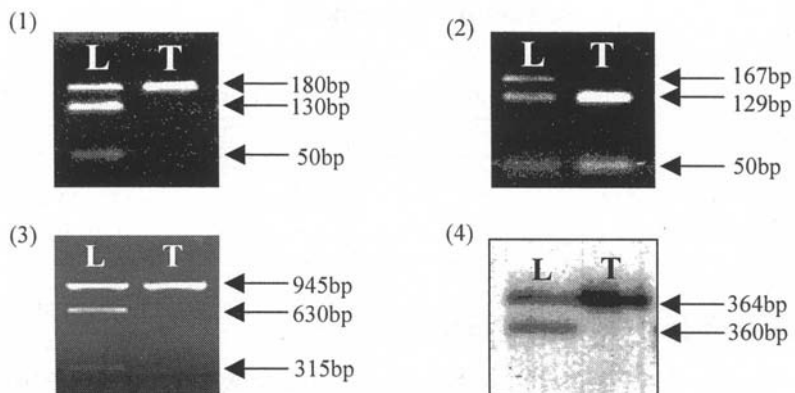 (1)
L T
180bp
130bp
50bp
(2)
L T
167bp
129bp
50bp
(3)
L T
945bp
630bp
315bp
(4)
L T
364bp
360bp